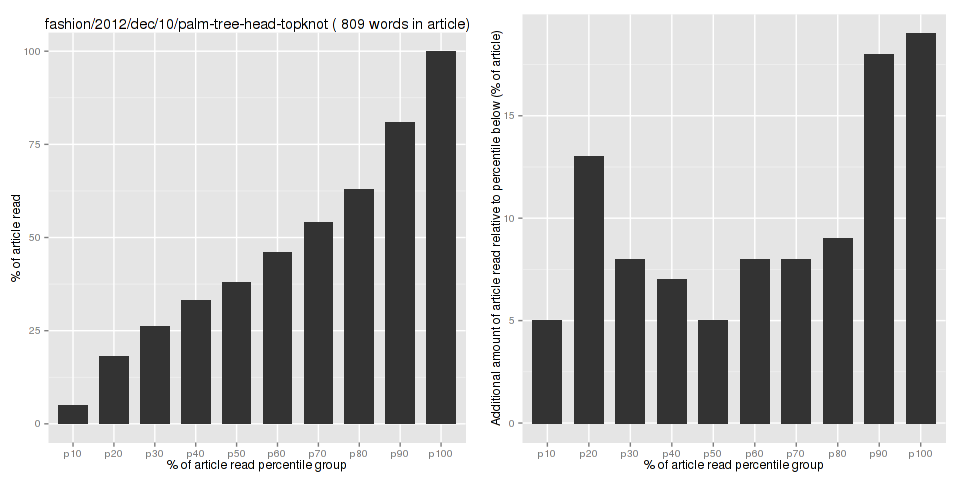 fashion/2012/dec/10/palm-tree-head-topknot ( 809 words in article)
% of article read
100
75
50
25
0
p10 p20 p30 p40 p50 p60 p70 p80 p90 p100
% of article read percentile group
Additional amount of article read relative to percentile below (% of article)
15
10
5
0
p10 p20 p30 p40 p50 p60 p70 p80 p90 p100
% of article read percentile group